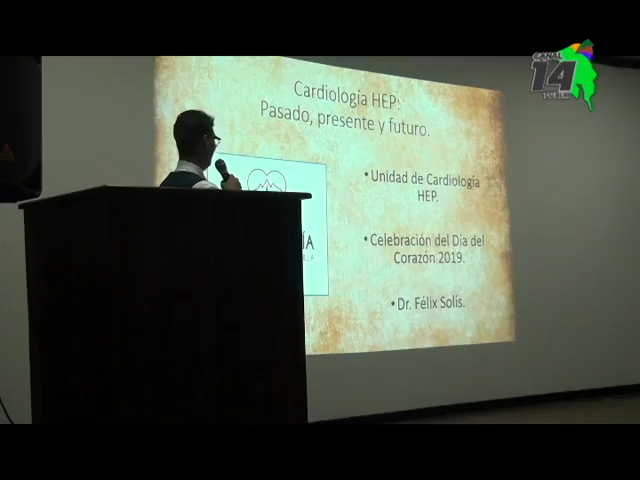 CANAL
14
Cardiología HEP:
Pasado, presente y futuro.
•Unidad de Cardiología
HEP.
•Celebración del Día del
Corazón 2019.
•Dr. Félix Solís.
ÍA